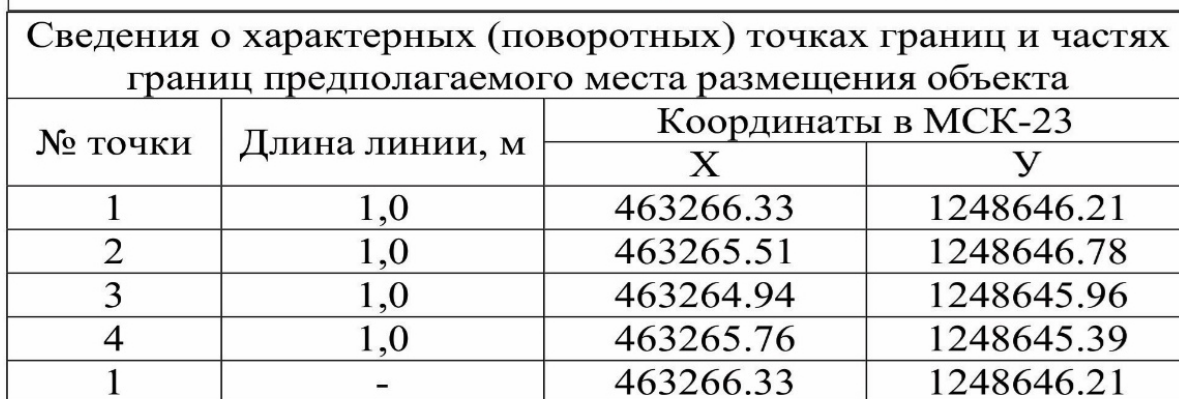 Сведения о характерных (поворотных) точках границ и частях
границ предполагаемого места размещения объекта
№ точки Длина линии, м Координаты в МСК-23
Х У
1 1,0 463266.33 1248646.21
2 1,0 463265.51 1248646.78
3 1,0 463264.94 1248645.96
4 1,0 463265.76 1248645.39
1 - 463266.33 1248646.21